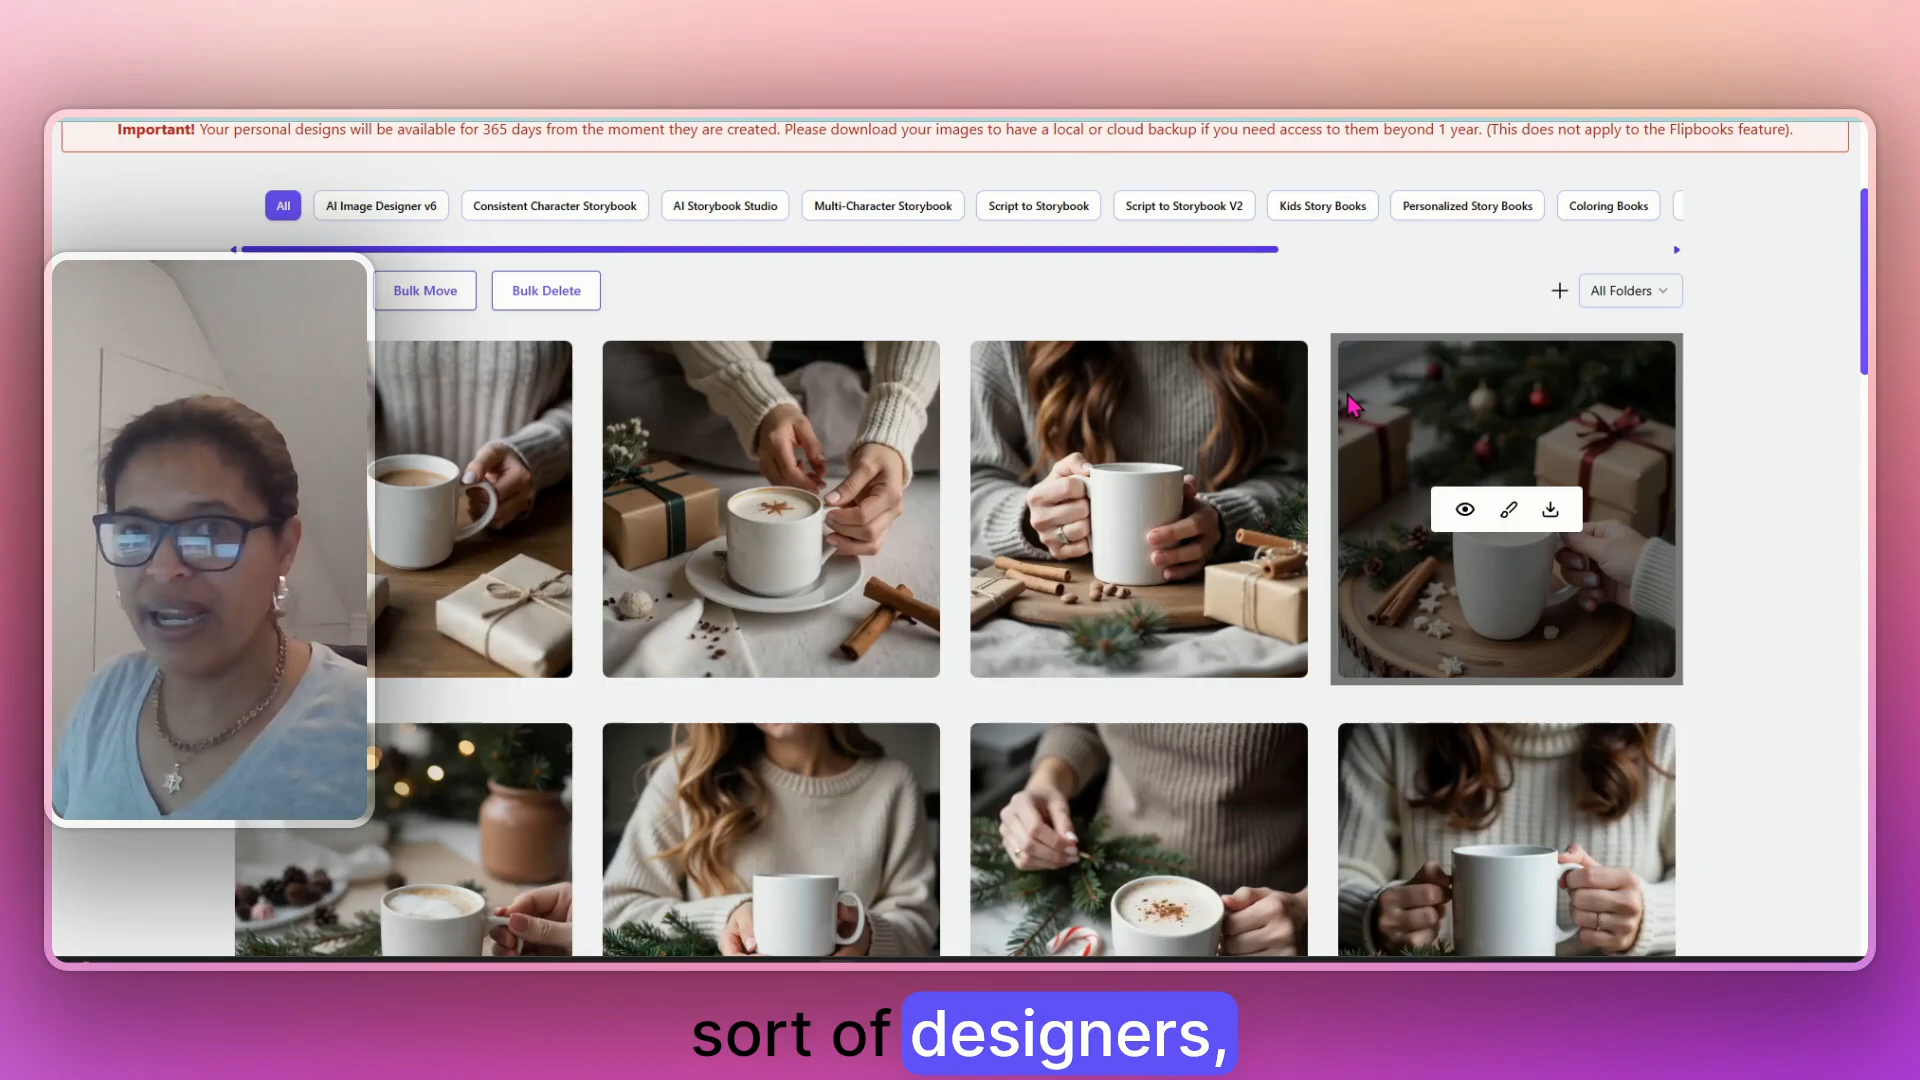 Important! Your personal designs will be available for 365 days from the moment they are created. Please download your images to have a local or cloud backup if you need access to them beyond 1 year. (This does not apply to the Flipbooks feature).
All
AI Image Designer v6
Consistent Character Storybook
AI Storybook Studio
Multi-Character Storybook
Script to Storybook
Script to Storybook V2
Kids Story Books
Personalized Story Books
Coloring Books
Bulk Move
Bulk Delete
All Folders
sort of designers,